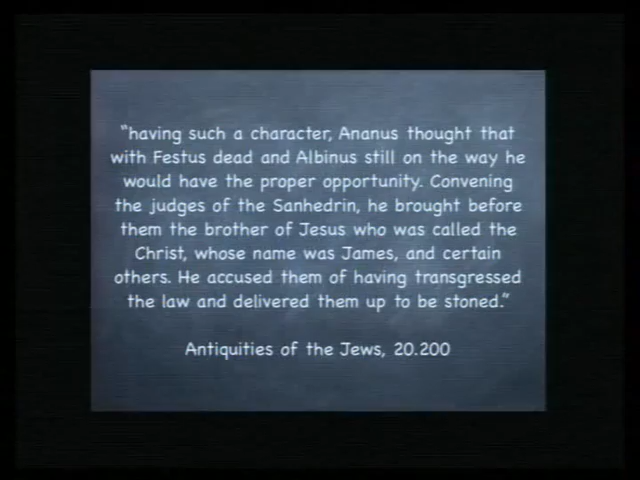 "having such a character, Ananus thought that
with Festus dead and Albinus still on the way he
would have the proper opportunity. Convening
the judges of the Sanhedrin, he brought before
them the brother of Jesus who was called the
Christ, whose name was James, and certain
others. He accused them of having transgressed
the law and delivered them up to be stoned."
Antiquities of the Jews, 20.200